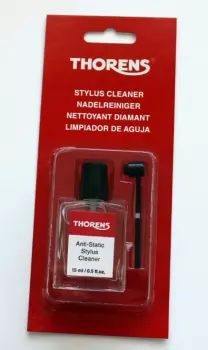 THORENS®
STYLUS CLEANER
NADELREINIGER
NETTOYANT DIAMANT
LIMPIADOR DE AGUJA
THORENS
Anti-Static
Stylus
Cleaner
15 ml / 0.5 fl.oz.